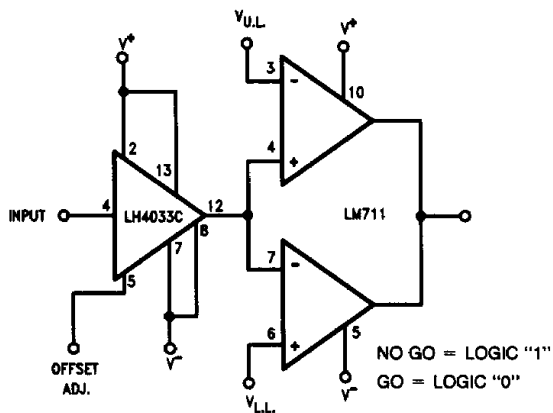 V+
VU.L.
V+
3
-
10
2
13
4
+
INPUT
4
LH4033C
12
LM711
8
7
5
7
-
6
+
5
OFFSET
ADJ.
V-
VL.L.
V-
NO GO = LOGIC "1"
GO = LOGIC "0"